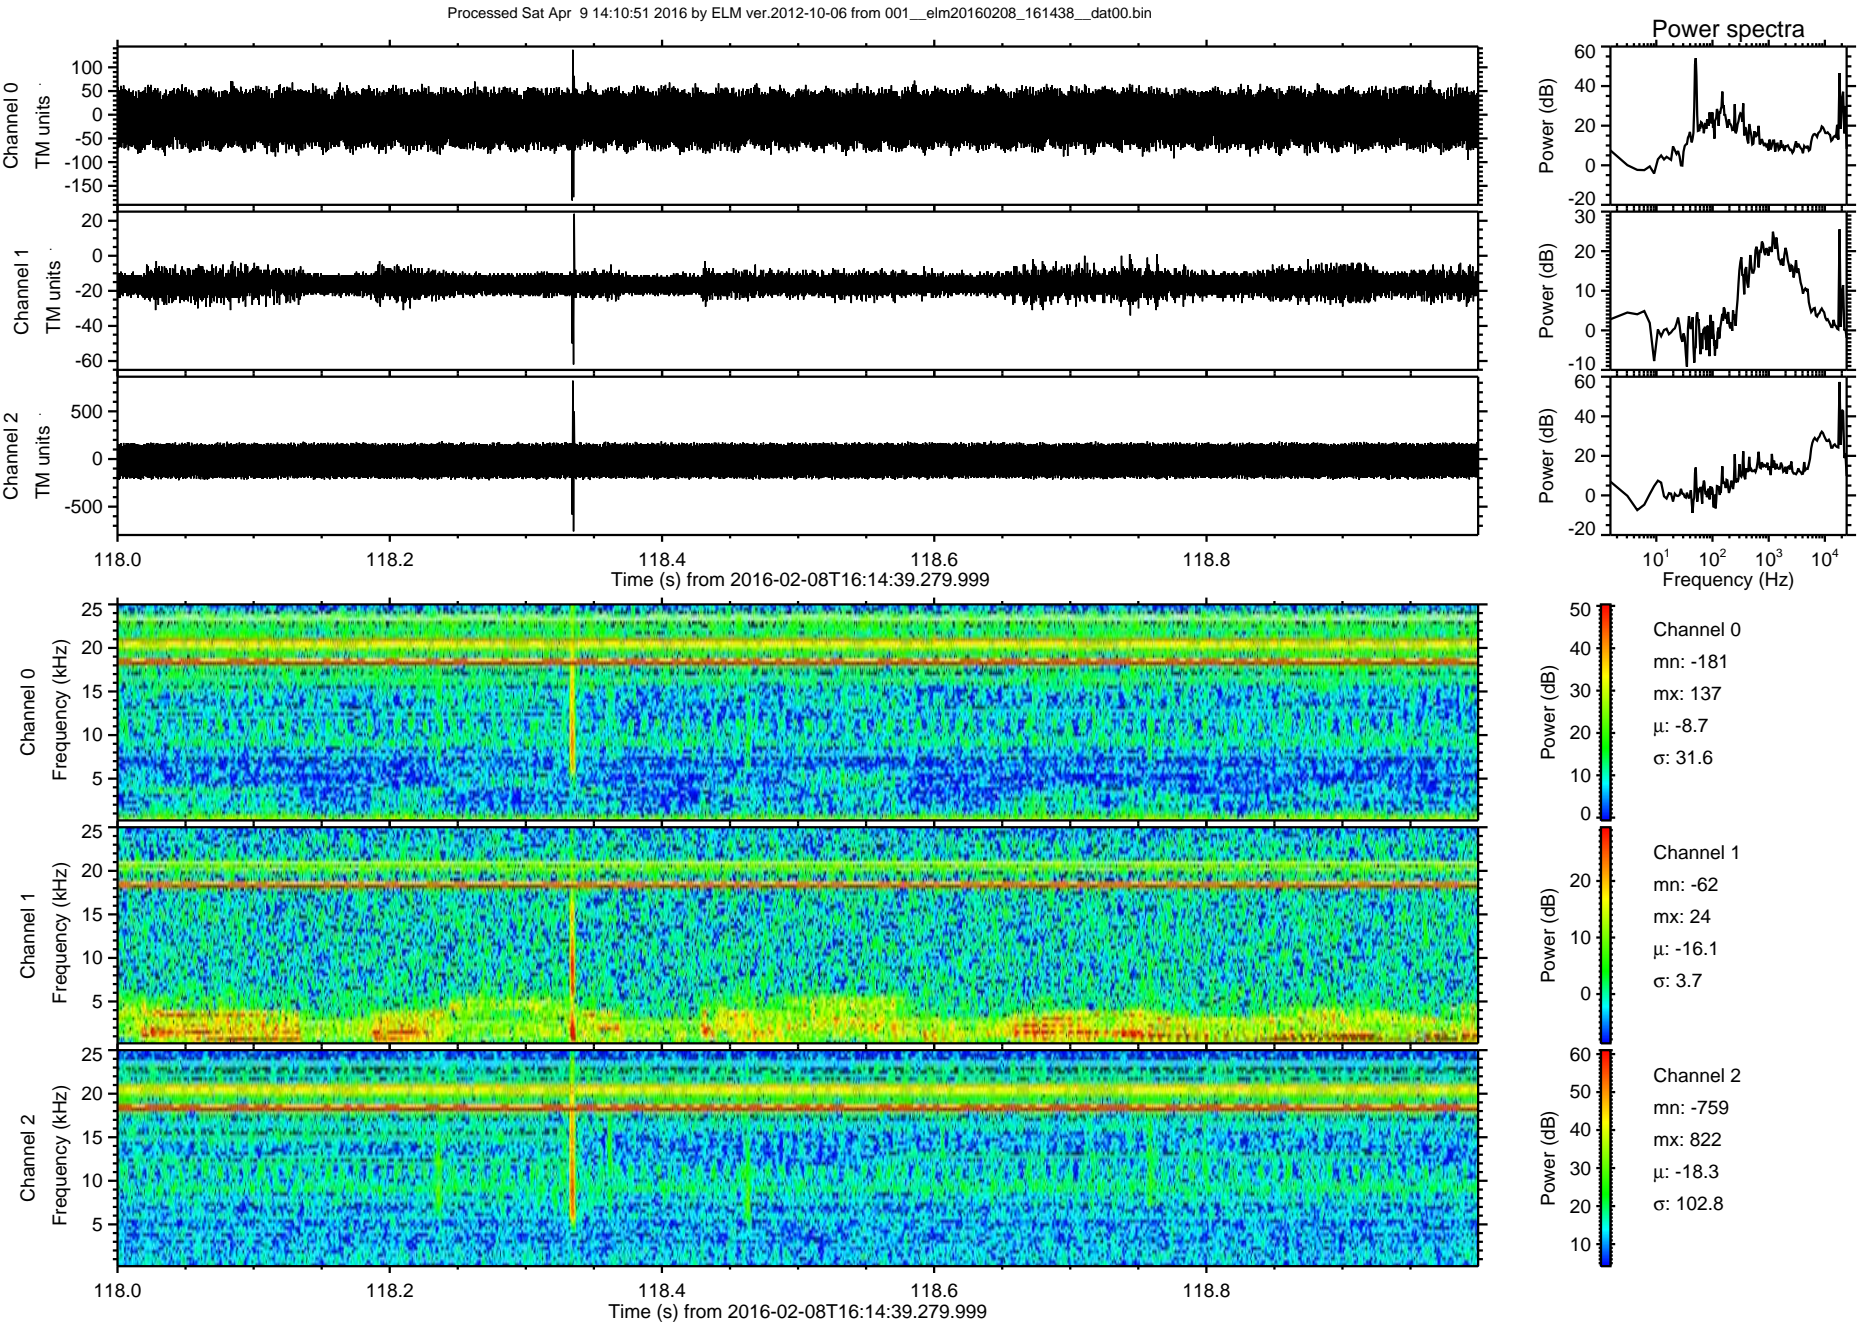 Processed Sat Apr  9 14:10:51 2016 by ELM ver.2012-10-06 from 001__elm20160208_161438__dat00.bin
Power spectra
Channel 0
TM units
100
50
0
-50
-100
-150
Power (dB)
60
40
20
0
-20
Channel 1
TM units
20
0
-20
-40
-60
Power (dB)
30
20
10
0
-10
Channel 2
TM units
500
0
-500
Power (dB)
60
40
20
0
-20
118.0
118.2
118.4
118.6
118.8
Time (s) from 2016-02-08T16:14:39.279.999
10^1
10^2
10^3
10^4
Frequency (Hz)
Channel 0
Frequency (kHz)
25
20
15
10
5
Power (dB)
50
40
30
20
10
0
Channel 0
mn: -181
mx: 137
μ: -8.7
σ: 31.6
Channel 1
Frequency (kHz)
25
20
15
10
5
Power (dB)
20
10
0
Channel 1
mn: -62
mx: 24
μ: -16.1
σ: 3.7
Channel 2
Frequency (kHz)
25
20
15
10
5
Power (dB)
60
50
40
30
20
10
Channel 2
mn: -759
mx: 822
μ: -18.3
σ: 102.8
118.0
118.2
118.4
118.6
118.8
Time (s) from 2016-02-08T16:14:39.279.999